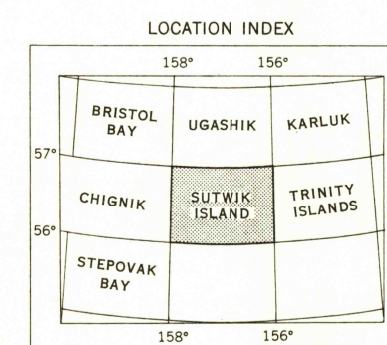 LOCATION INDEX
158° 156°
BRISTOL BAY UGASHIK KARLUK
57°
CHIGNIK SUTWIK ISLAND TRINITY ISLANDS
56°
STEPOVAK BAY
158° 156°